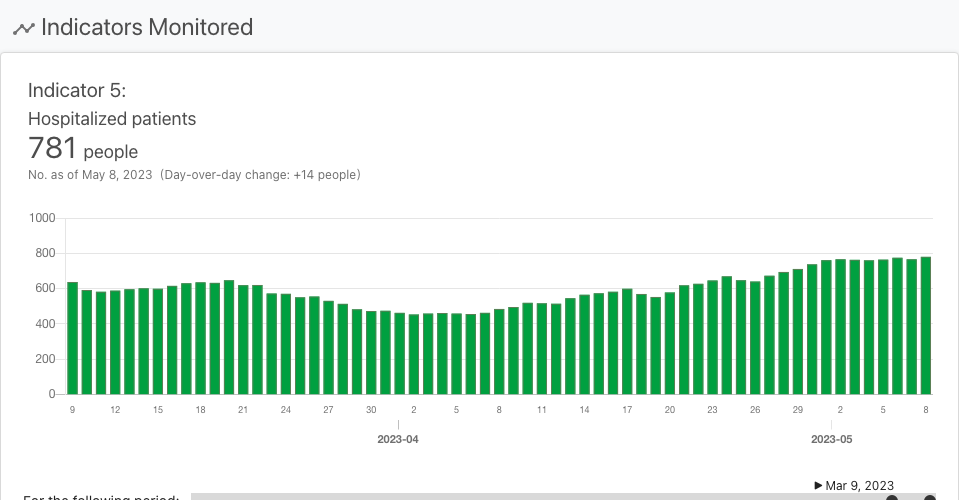 Indicators Monitored
Indicator 5:
Hospitalized patients
781 people
No. as of May 8, 2023 (Day-over-day change: +14 people)
1000
800
600
400
200
0
9 12 15 18 21 24 27 30 2 5 8 11 14 17 20 23 26 29 2 5 8
2023-04 2023-05
▶ Mar 9, 2023
For the following period: